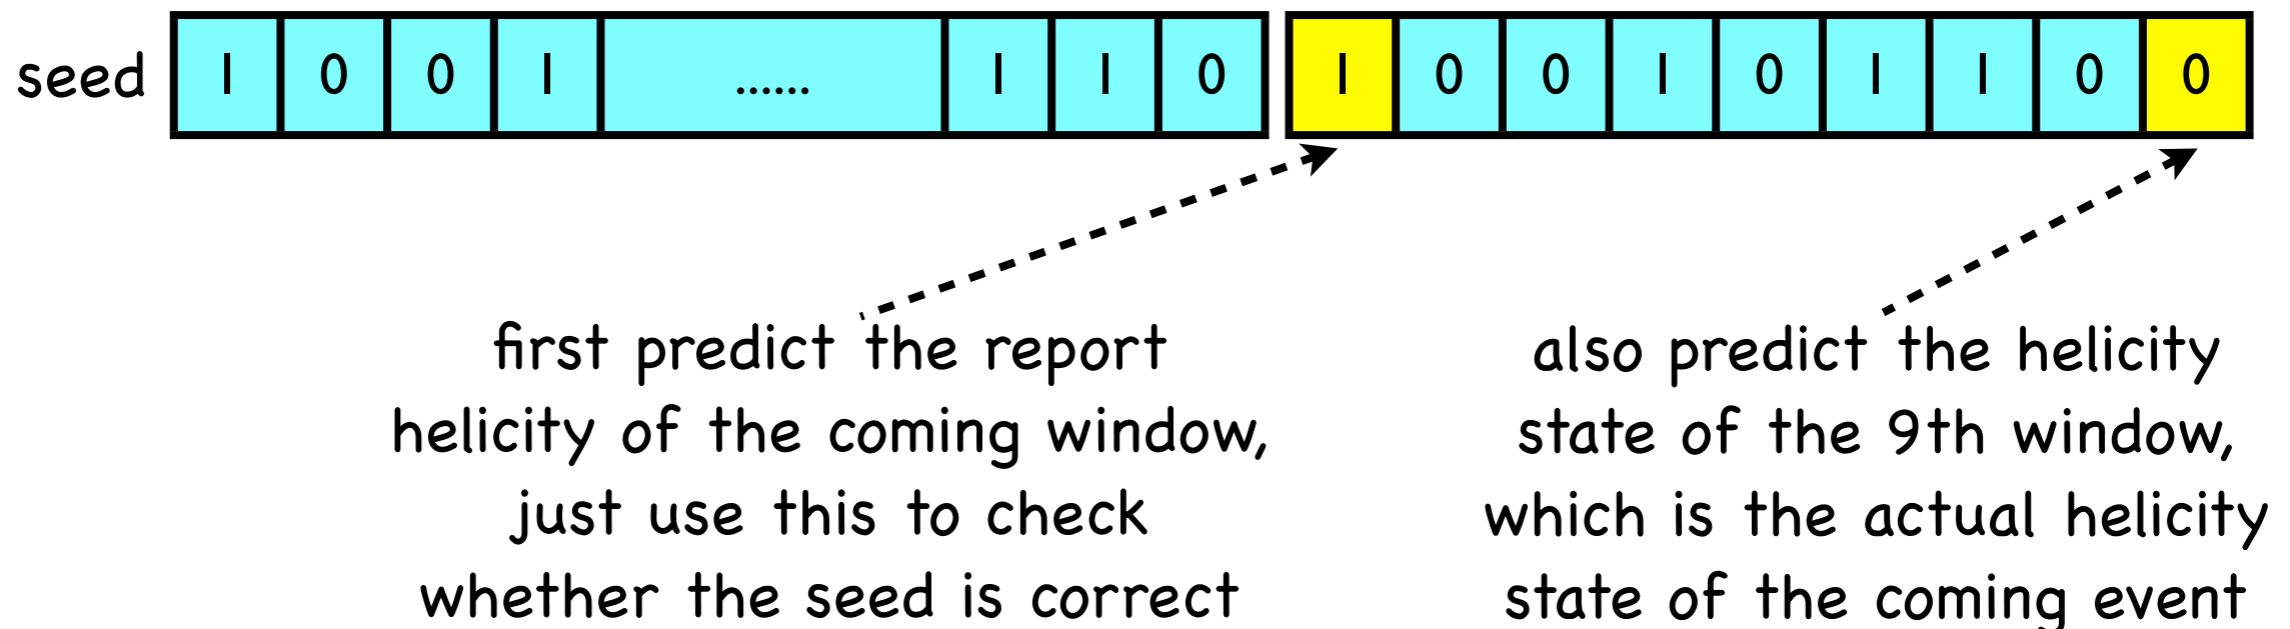 seed 1 0 0 1 ...... 1 1 0 1 0 0 1 0 1 1 0 0
first predict the report
helicity of the coming window,
just use this to check
whether the seed is correct
also predict the helicity
state of the 9th window,
which is the actual helicity
state of the coming event